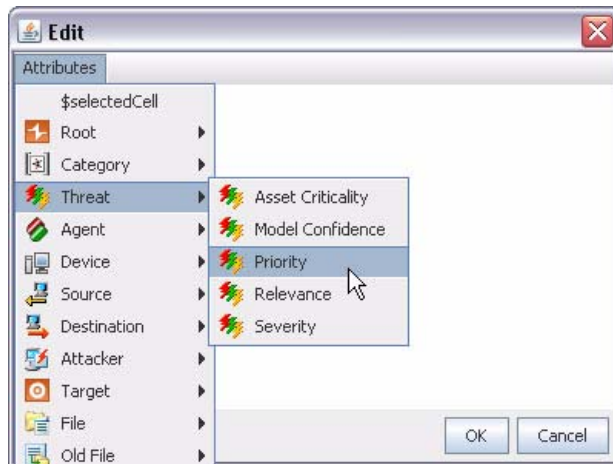 Edit
Attributes
$selectedCell
Root
Category
Threat
Agent
Device
Source
Destination
Attacker
Target
File
Old File
Asset Criticality
Model Confidence
Priority
Relevance
Severity
OK
Cancel